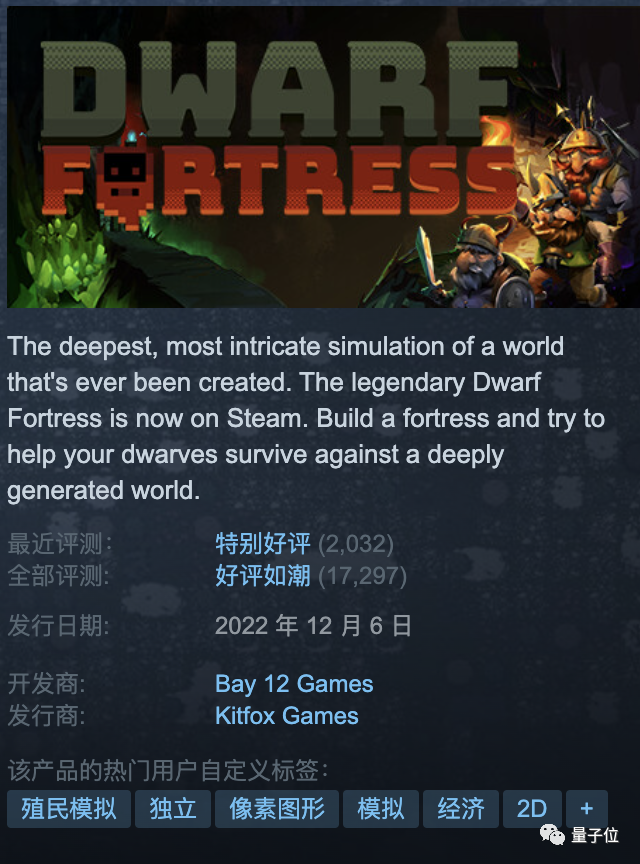 DWARF
FORTRESS
The deepest, most intricate simulation of a world
that's ever been created. The legendary Dwarf
Fortress is now on Steam. Build a fortress and try to
help your dwarves survive against a deeply
generated world.
最近评测: 特别好评 (2,032)
全部评测: 好评如潮 (17,297)
发行日期: 2022 年 12 月 6 日
开发商: Bay 12 Games
发行商: Kitfox Games
该产品的热门用户自定义标签:
殖民模拟 独立 像素图形 模拟 经济 2D +
量子位